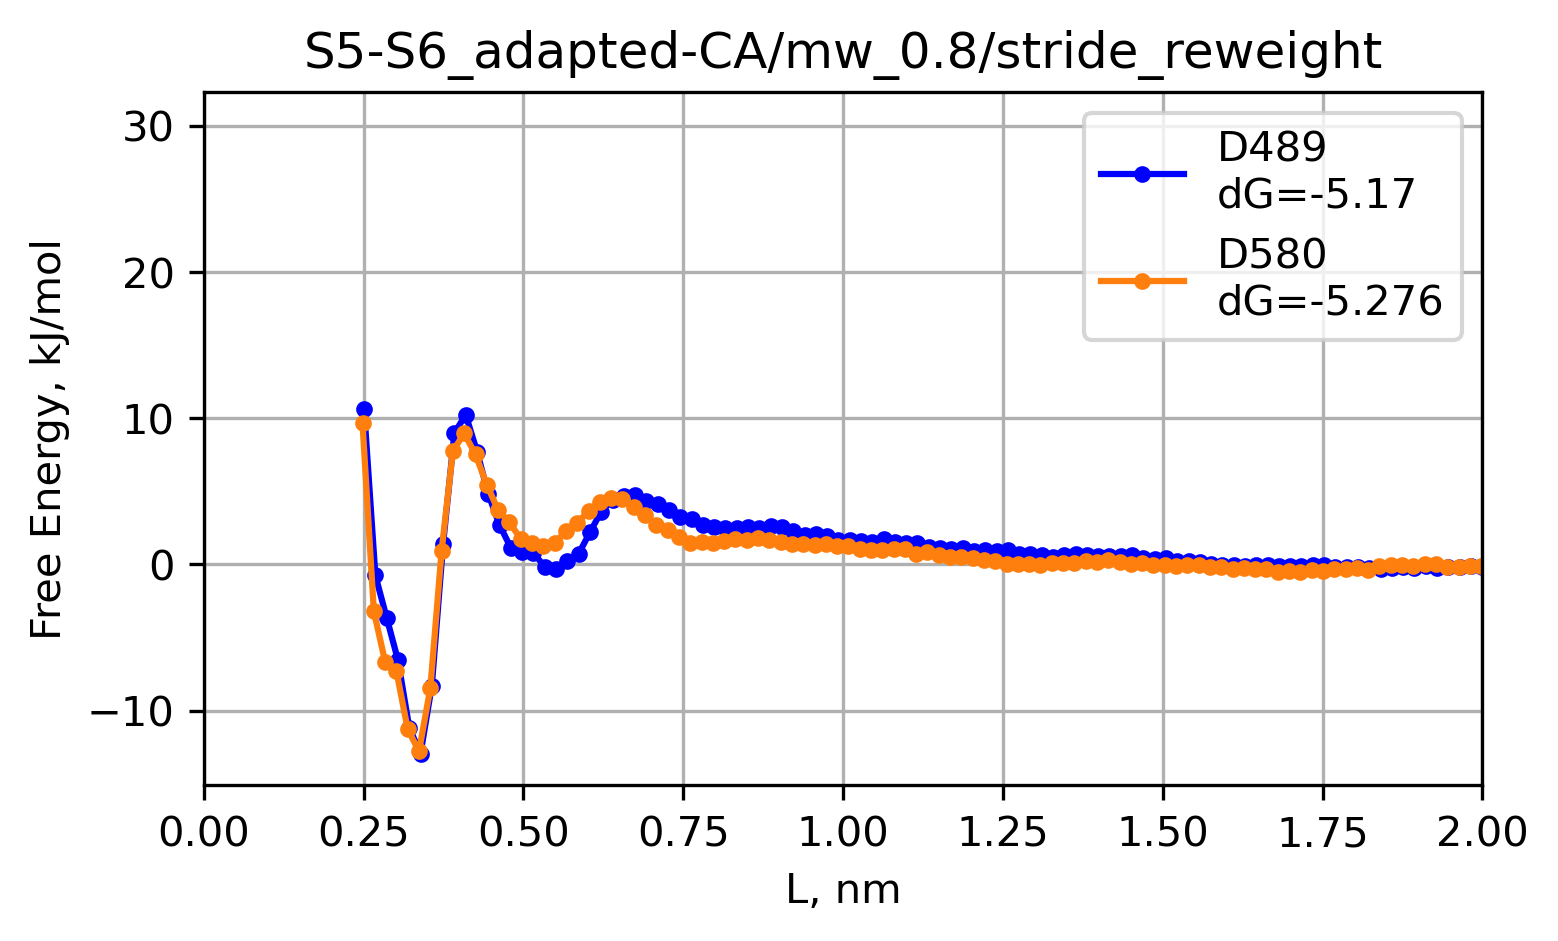 S5-S6_adapted-CA/mw_0.8/stride_reweight
30
20
10
0
−10
Free Energy, kJ/mol
D489
dG=-5.17
D580
dG=-5.276
0.00 0.25 0.50 0.75 1.00 1.25 1.50 1.75 2.00
L, nm